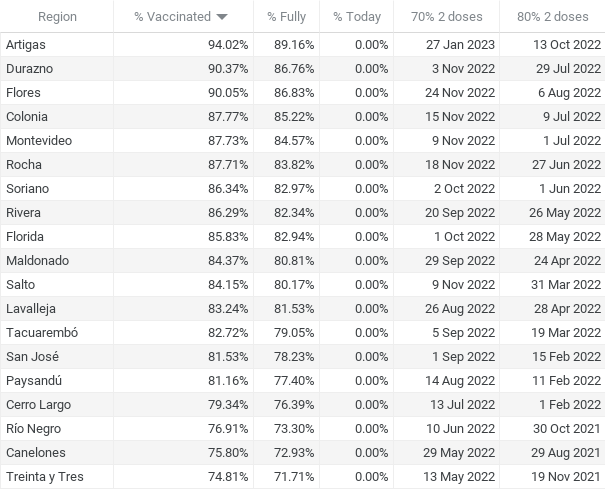 Region % Vaccinated % Fully % Today 70% 2 doses 80% 2 doses
Artigas 94.02% 89.16% 0.00% 27 Jan 2023 13 Oct 2022
Durazno 90.37% 86.76% 0.00% 3 Nov 2022 29 Jul 2022
Flores 90.05% 86.83% 0.00% 24 Nov 2022 6 Aug 2022
Colonia 87.77% 85.22% 0.00% 15 Nov 2022 9 Jul 2022
Montevideo 87.73% 84.57% 0.00% 9 Nov 2022 1 Jul 2022
Rocha 87.71% 83.82% 0.00% 18 Nov 2022 27 Jun 2022
Soriano 86.34% 82.97% 0.00% 2 Oct 2022 1 Jun 2022
Rivera 86.29% 82.34% 0.00% 20 Sep 2022 26 May 2022
Florida 85.83% 82.94% 0.00% 1 Oct 2022 28 May 2022
Maldonado 84.37% 80.81% 0.00% 29 Sep 2022 24 Apr 2022
Salto 84.15% 80.17% 0.00% 9 Nov 2022 31 Mar 2022
Lavalleja 83.24% 81.53% 0.00% 26 Aug 2022 28 Apr 2022
Tacuarembó 82.72% 79.05% 0.00% 5 Sep 2022 19 Mar 2022
San José 81.53% 78.23% 0.00% 1 Sep 2022 15 Feb 2022
Paysandú 81.16% 77.40% 0.00% 14 Aug 2022 11 Feb 2022
Cerro Largo 79.34% 76.39% 0.00% 13 Jul 2022 1 Feb 2022
Río Negro 76.91% 73.30% 0.00% 10 Jun 2022 30 Oct 2021
Canelones 75.80% 72.93% 0.00% 29 May 2022 29 Aug 2021
Treinta y Tres 74.81% 71.71% 0.00% 13 May 2022 19 Nov 2021